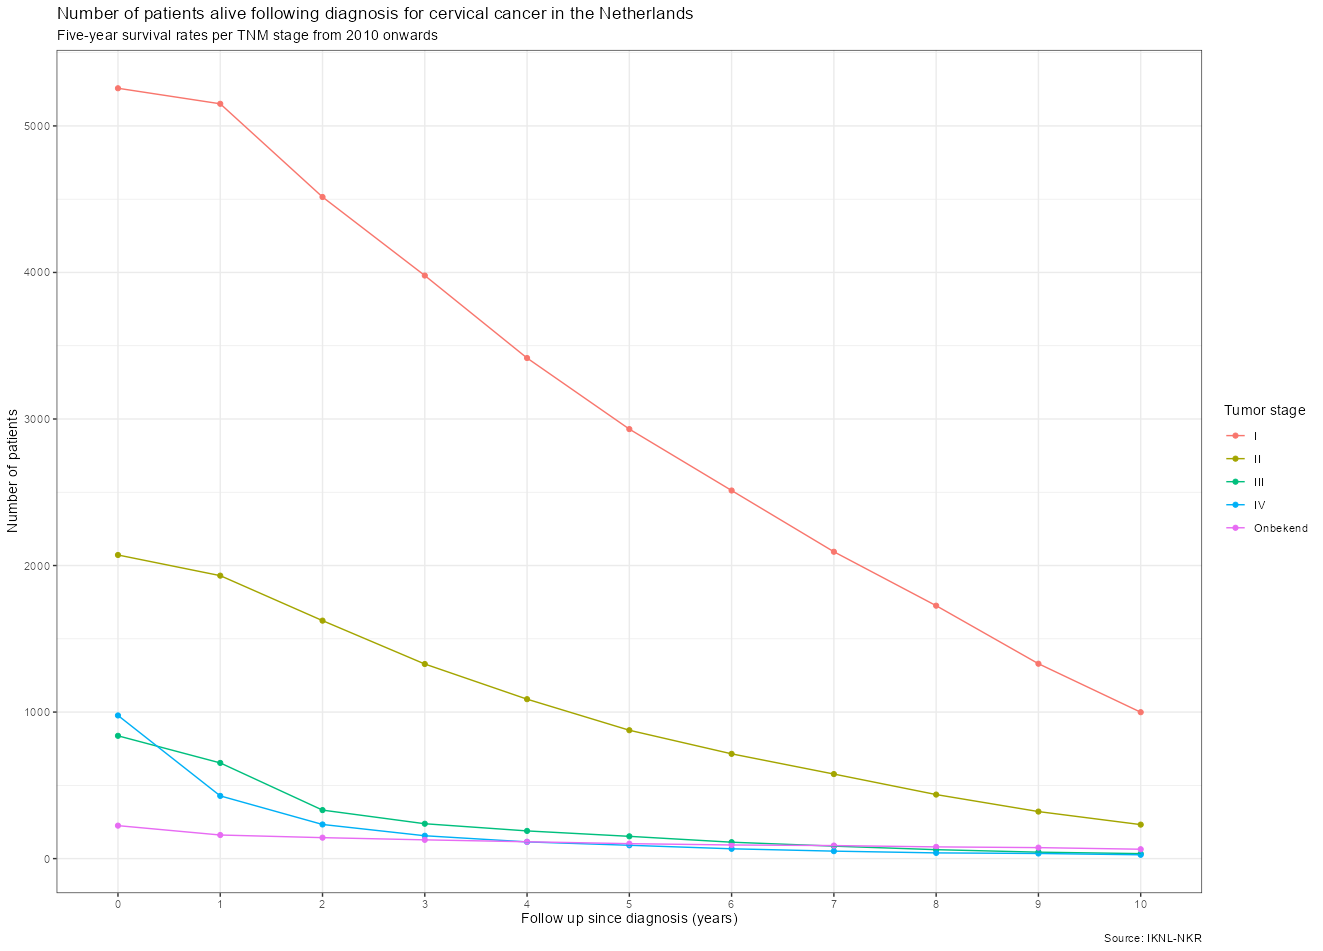 Number of patients alive following diagnosis for cervical cancer in the Netherlands
Five-year survival rates per TNM stage from 2010 onwards
Number of patients
5000
4000
3000
2000
1000
0
0 1 2 3 4 5 6 7 8 9 10
Follow up since diagnosis (years)
Tumor stage
I
II
III
IV
Onbekend
Source: IKNL-NKR